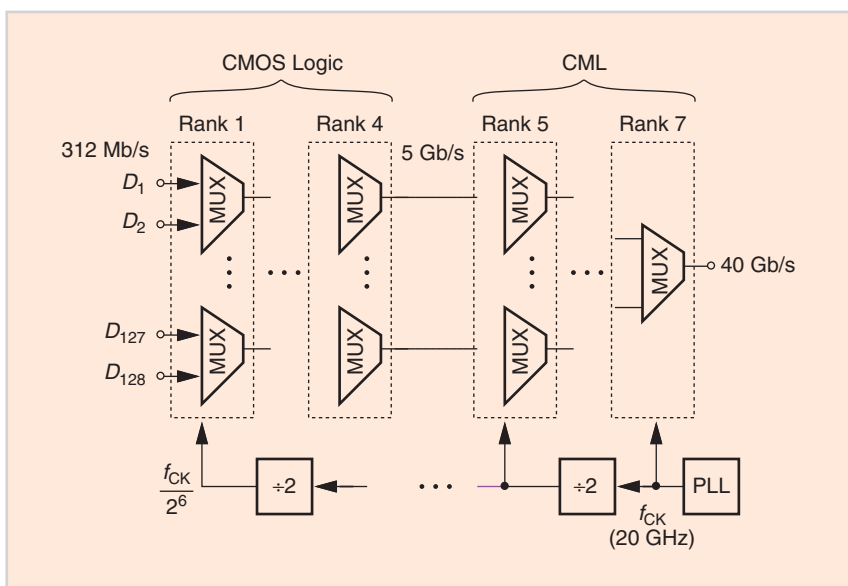 CMOS Logic
CML
Rank 1
Rank 4
Rank 5
Rank 7
312 Mb/s
5 Gb/s
D1
D2
MUX
MUX
MUX
MUX
40 Gb/s
D127
D128
MUX
MUX
MUX
fCK
2^6
÷2
÷2
PLL
fCK
(20 GHz)